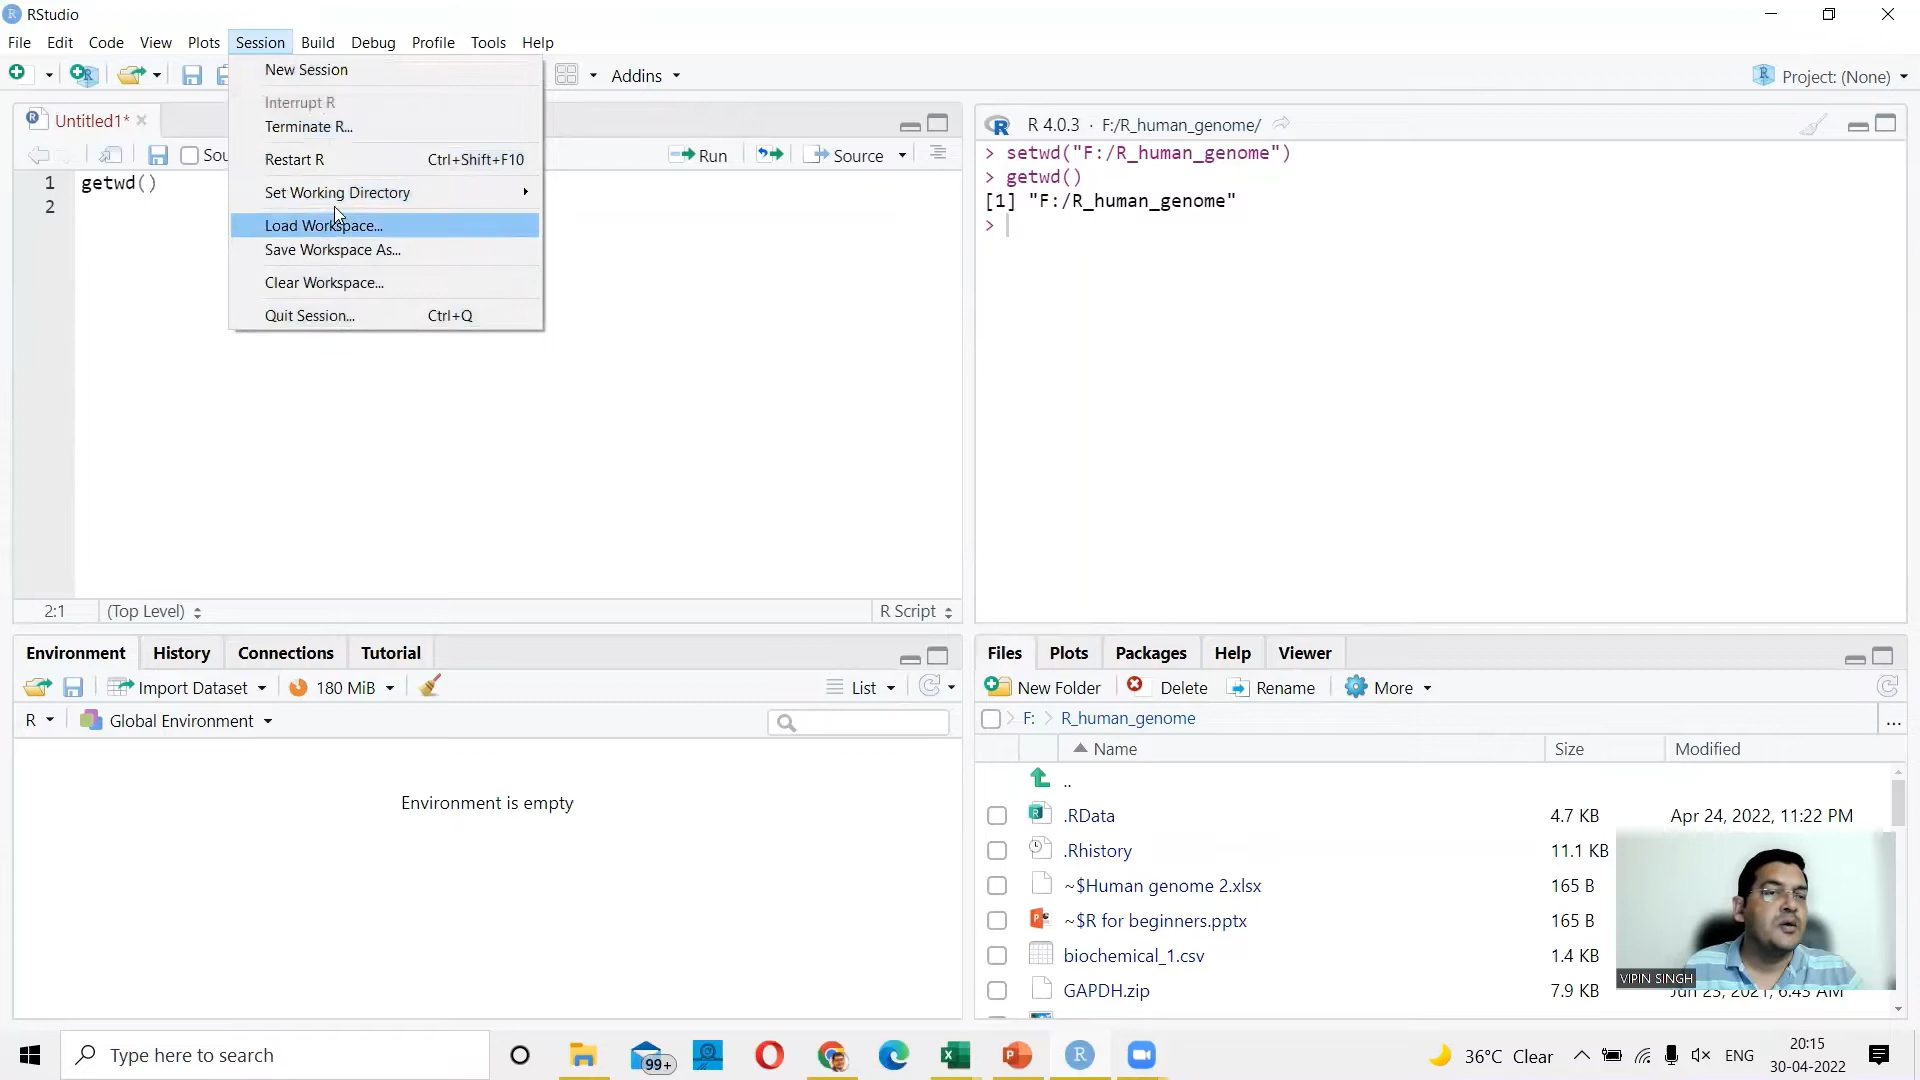 RStudio
File Edit Code View Plots Session Build Debug Profile Tools Help
Addins
Project: (None)
New Session
Interrupt R
Terminate R...
Restart R Ctrl+Shift+F10
Set Working Directory
Load Workspace...
Save Workspace As...
Clear Workspace...
Quit Session... Ctrl+Q
Untitled1*
Run Source
1 getwd()
2
2:1 (Top Level) R Script
R 4.0.3 · F:/R_human_genome/
> setwd("F:/R_human_genome")
> getwd()
[1] "F:/R_human_genome"
>
Environment History Connections Tutorial
Import Dataset 180 MiB List
R Global Environment
Environment is empty
Files Plots Packages Help Viewer
New Folder Delete Rename More
F: R_human_genome ...
Name Size Modified
..
.RData 4.7 KB Apr 24, 2022, 11:22 PM
.Rhistory 11.1 KB
~$Human genome 2.xlsx 165 B
~$R for beginners.pptx 165 B
biochemical_1.csv 1.4 KB
GAPDH.zip 7.9 KB Jun 23, 2021, 6:43 AM
VIPIN SINGH
Type here to search
99+
36°C Clear
ENG
20:15
30-04-2022